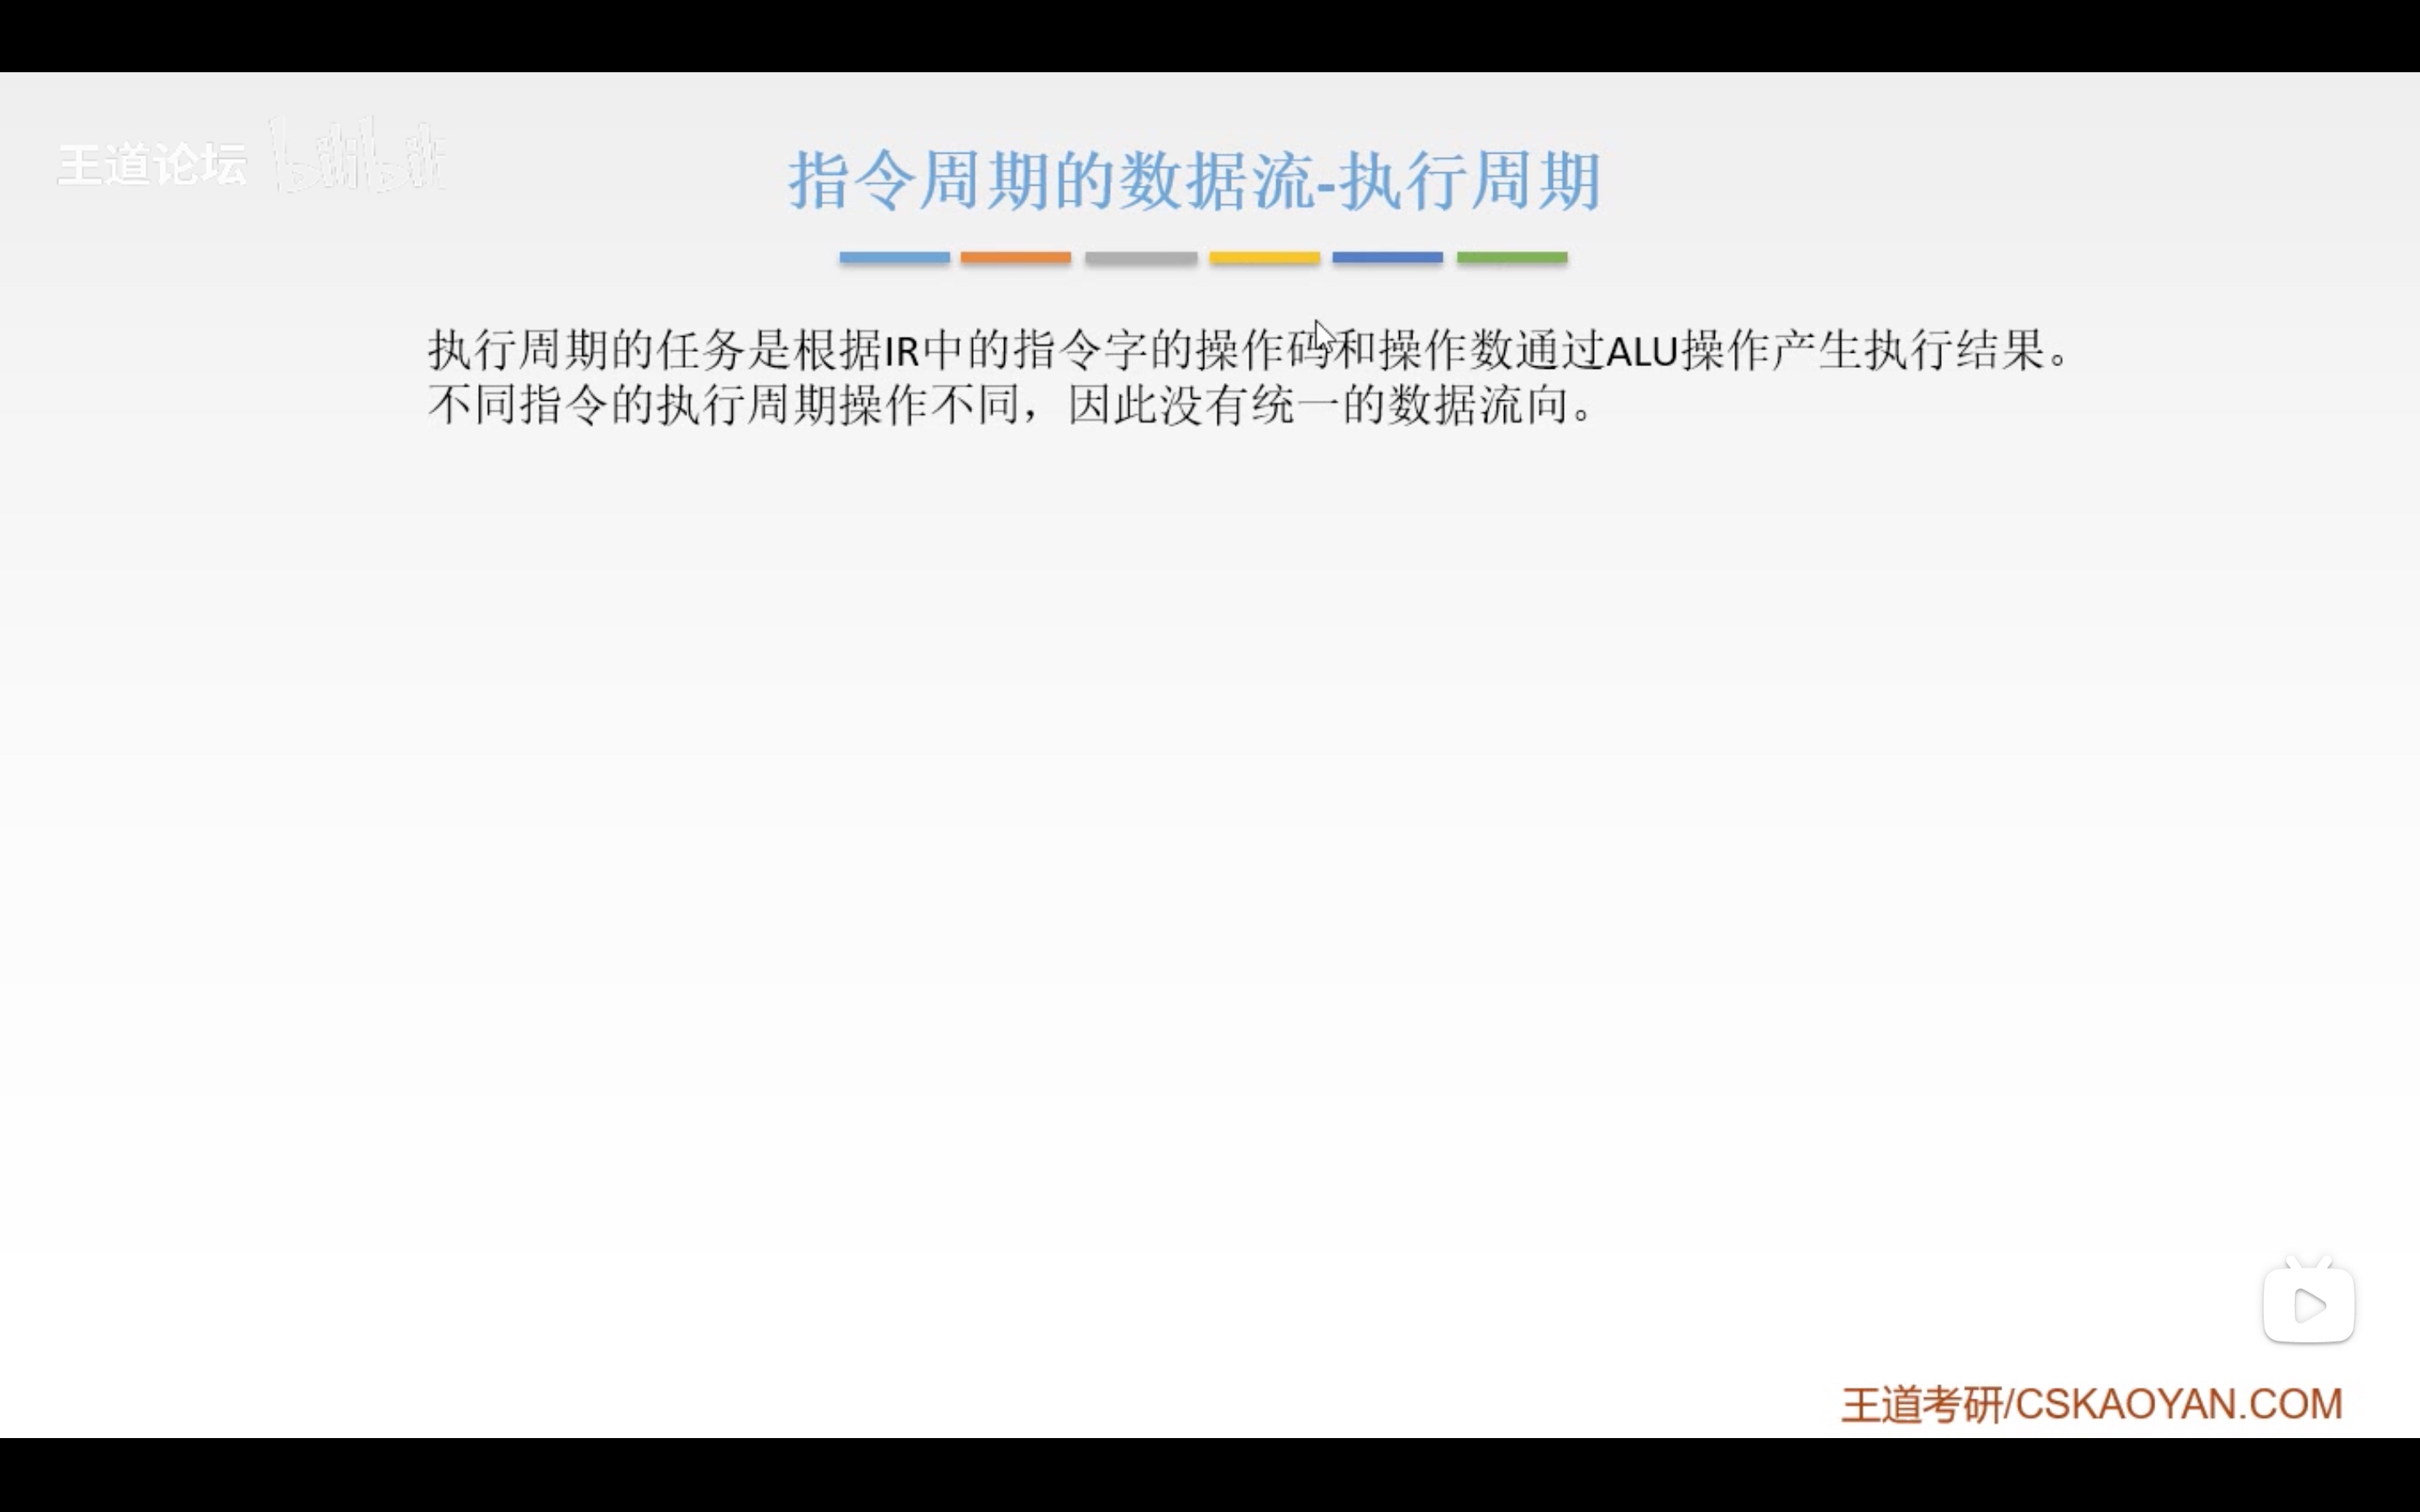 王道论坛 bilibili
指令周期的数据流-执行周期
执行周期的任务是根据IR中的指令字的操作码和操作数通过ALU操作产生执行结果。
不同指令的执行周期操作不同，因此没有统一的数据流向。
王道考研/CSKAOYAN.COM